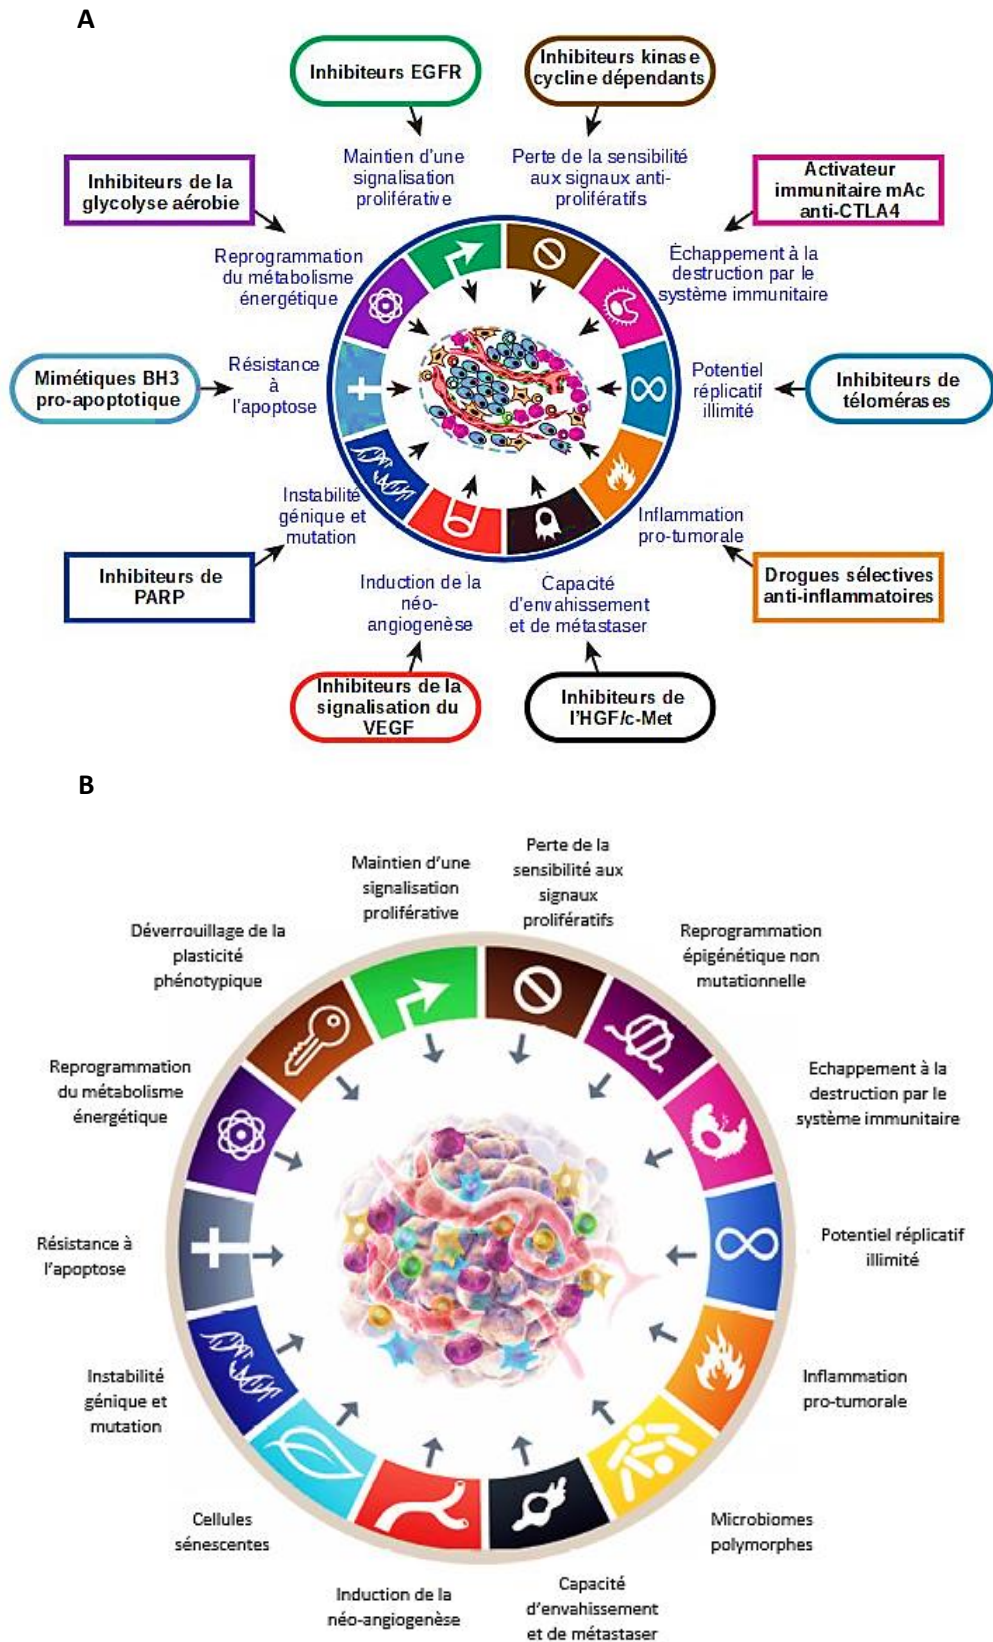 A
Inhibiteurs EGFR
Inhibiteurs kinase
cycline dépendants
Maintien d'une
signalisation
proliférative
Perte de la sensibilité
aux signaux anti-
prolifératifs
Inhibiteurs de la
glycolyse aérobie
Activateur
immunitaire mAc
anti-CTLA4
Reprogrammation
du métabolisme
énergétique
Échappement à la
destruction par le
système immunitaire
Mimétiques BH3
pro-apoptotique
Résistance
à
l'apoptose
Potentiel
réplicatif
illimité
Inhibiteurs de
télomérases
Instabilité
génique et
mutation
Inflammation
pro-tumorale
Inhibiteurs de
PARP
Drogues sélectives
anti-inflammatoires
Induction de la
néo-
angiogenèse
Capacité
d'envahissement
et de métastaser
Inhibiteurs de la
signalisation du
VEGF
Inhibiteurs de
l'HGF/c-Met
B
Maintien d'une
signalisation
proliférative
Perte de la
sensibilité aux
signaux
prolifératifs
Déverrouillage de la
plasticité
phénotypique
Reprogrammation
épigénétique non
mutationnelle
Reprogrammation
du métabolisme
énergétique
Echappement à la
destruction par le
système immunitaire
Résistance à
l'apoptose
Potentiel réplicatif
illimité
Instabilité
génique et
mutation
Inflammation
pro-tumorale
Cellules
sénescentes
Microbiomes
polymorphes
Induction de la
néo-angiogenèse
Capacité
d'envahissement
et de métastaser